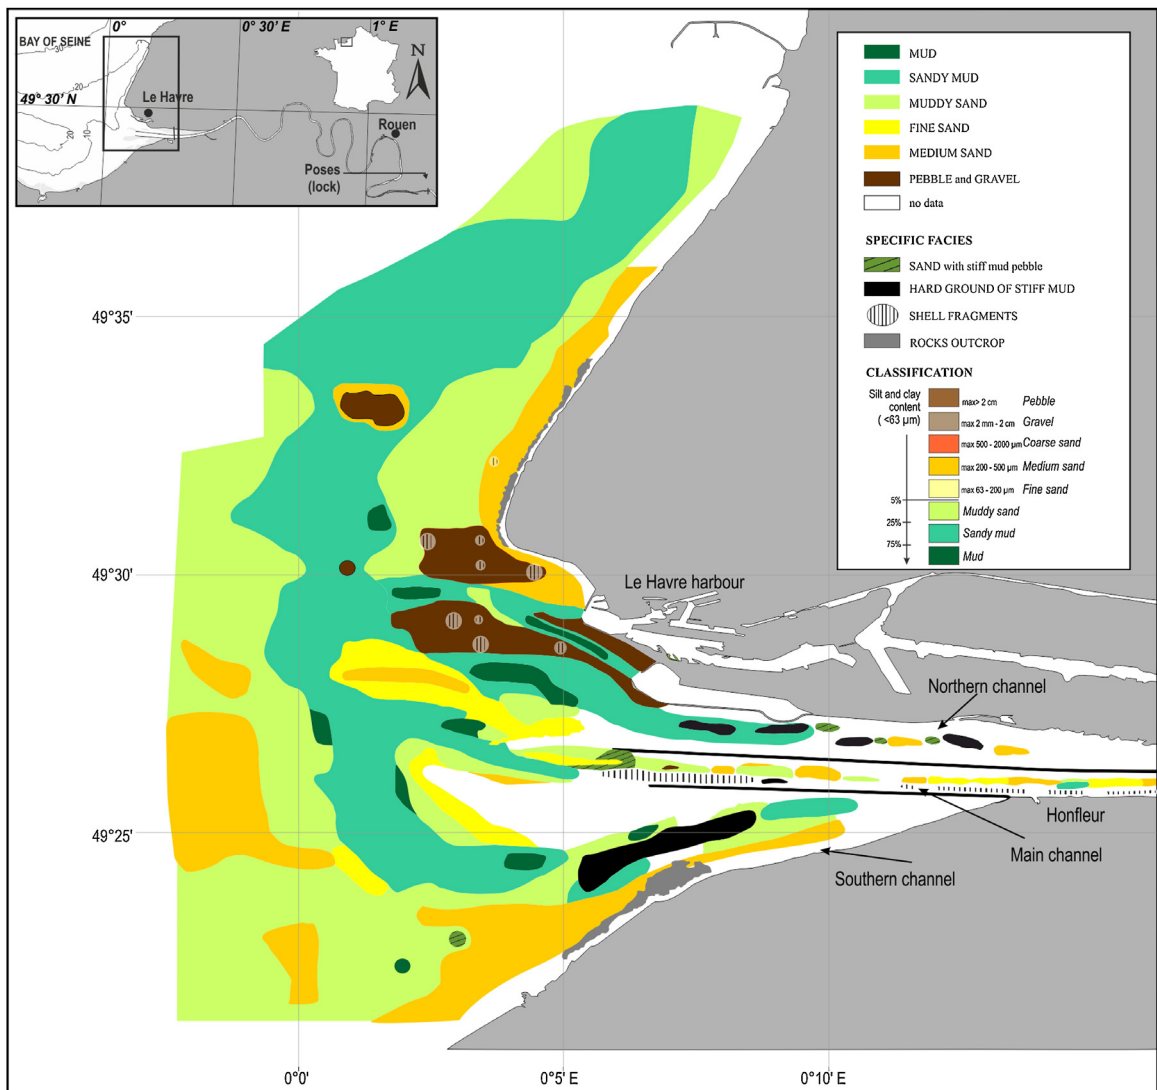 0°
0° 30' E
1° E
BAY OF SEINE
30
N
20
Le Havre
49° 30' N
20
10
Rouen
Poses
(lock)
MUD
SANDY MUD
MUDDY SAND
FINE SAND
MEDIUM SAND
PEBBLE and GRAVEL
no data
SPECIFIC FACIES
SAND with stiff mud pebble
HARD GROUND OF STIFF MUD
SHELL FRAGMENTS
ROCKS OUTCROP
CLASSIFICATION
Silt and clay
content
( <63 µm)
max> 2 cm Pebble
max 2 mm - 2 cm Gravel
max 500 - 2000 µm Coarse sand
max 200 - 500 µm Medium sand
max 63 - 200 µm Fine sand
5%
Muddy sand
25%
Sandy mud
75%
Mud
49°35'
49°30'
Le Havre harbour
Northern channel
49°25'
Honfleur
Main channel
Southern channel
0°0'
0°5' E
0°10' E